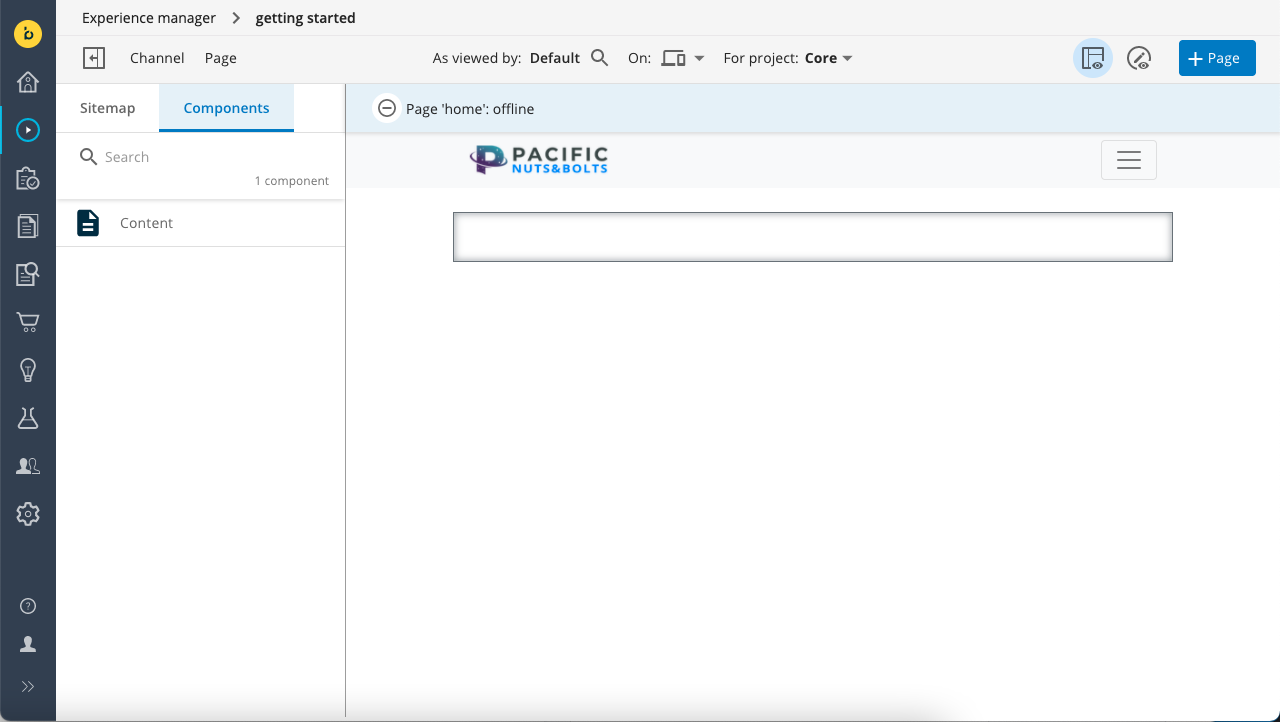 Experience manager > getting started
Channel Page As viewed by: Default On: For project: Core + Page
Sitemap Components
Page 'home': offline
Search
1 component
Content
PACIFIC
NUTS&BOLTS